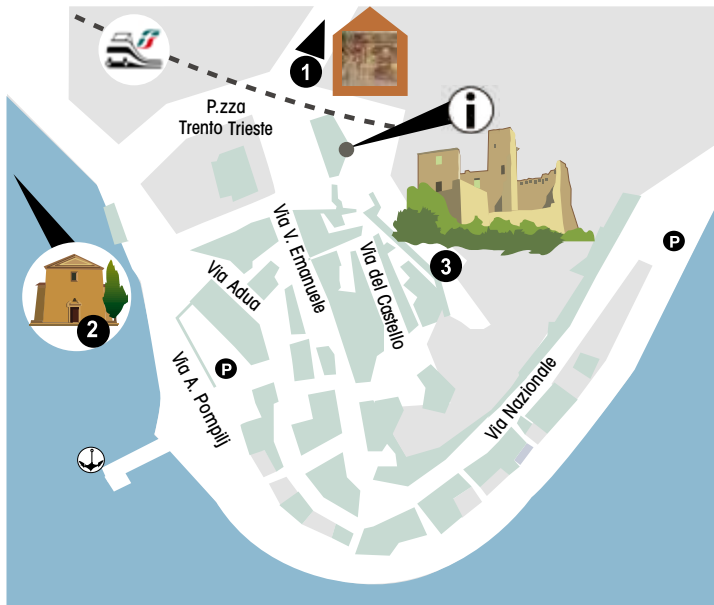 1
P.zza
Trento Trieste
i
Via V. Emanuele
Via Adua
Via del Castello
3
P
2
Via A. Pompilj
P
Via Nazionale